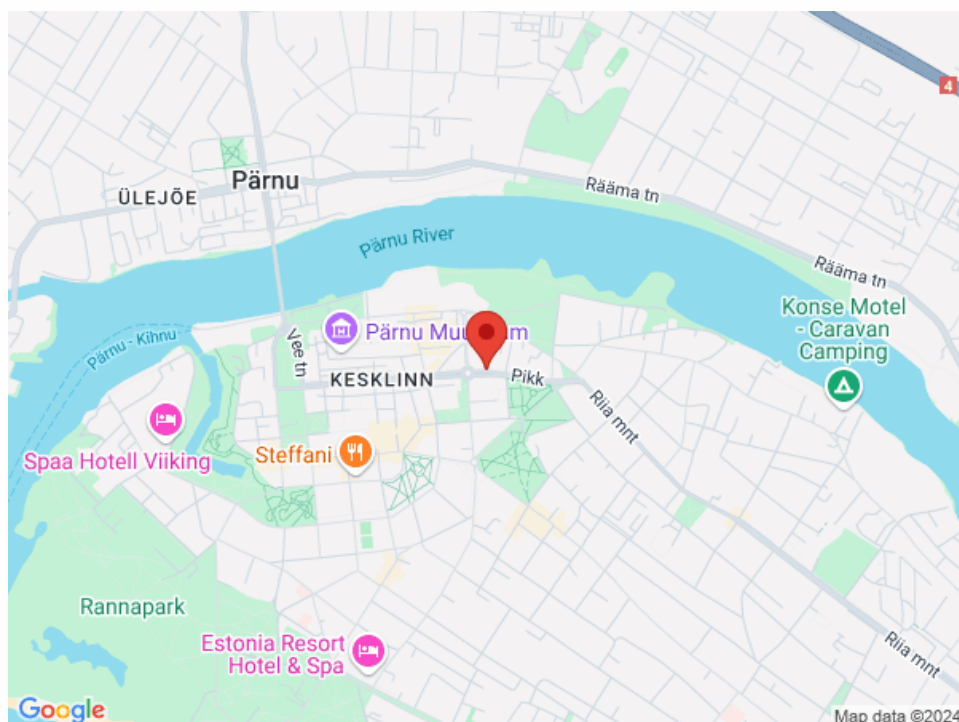 4
Rääma tn
Pärnu
ÜLEJÕE
Pärnu River
Rääma tn
Konse Motel
- Caravan
Camping
Pärnu - Kihnu
Vee tn
Pärnu
KESKLINN
Pikk
Riia mnt
Steffani
Spaa Hotell Viiking
Rannapark
Estonia Resort
Hotel & Spa
Riia mnt
Google
Map data ©2024